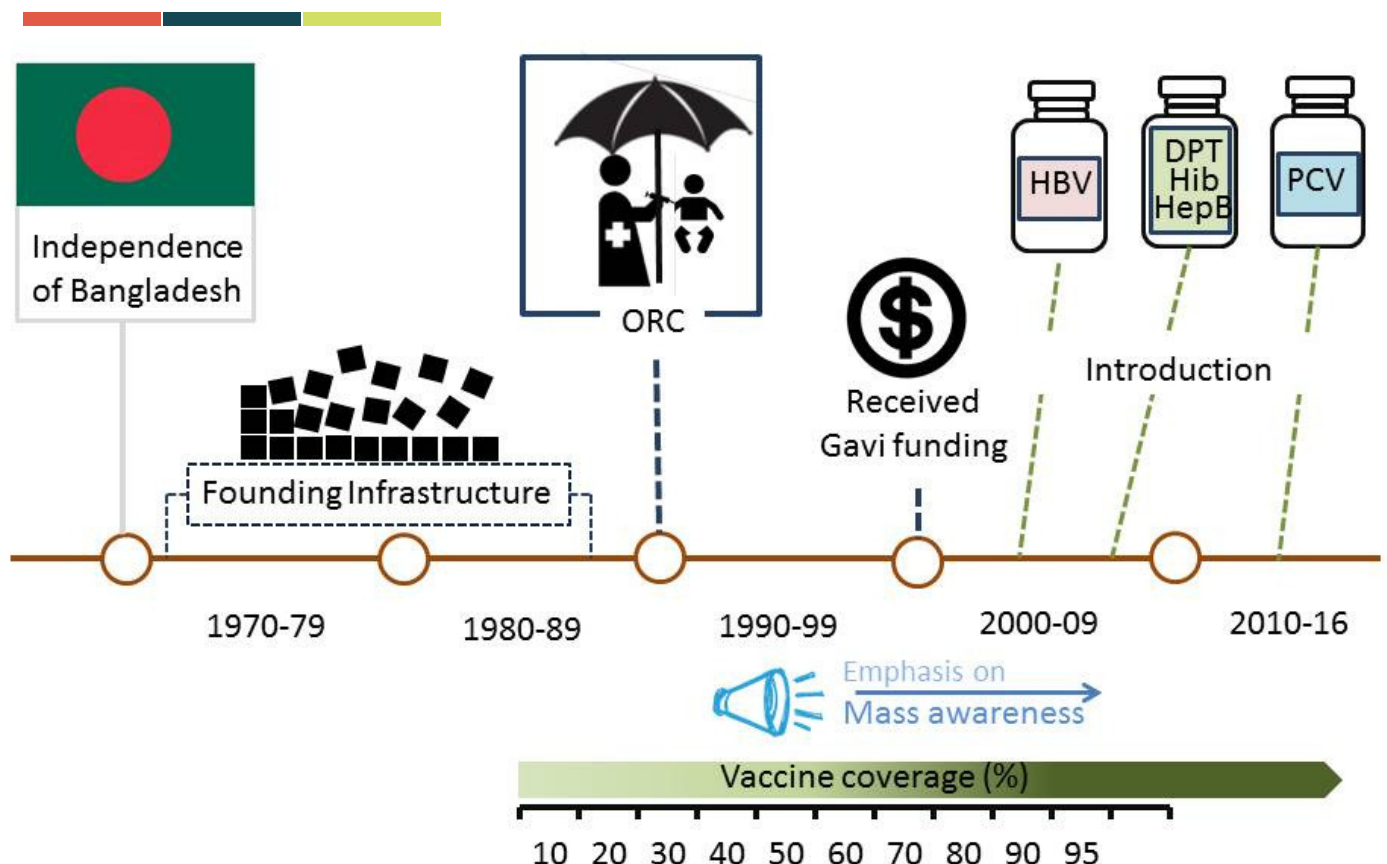 Independence
of Bangladesh
ORC
HBV
DPT
Hib
HepB
PCV
$
Received
Gavi funding
Introduction
Founding Infrastructure
1970-79
1980-89
1990-99
2000-09
2010-16
Emphasis on
Mass awareness
Vaccine coverage (%)
10 20 30 40 50 60 70 80 90 95